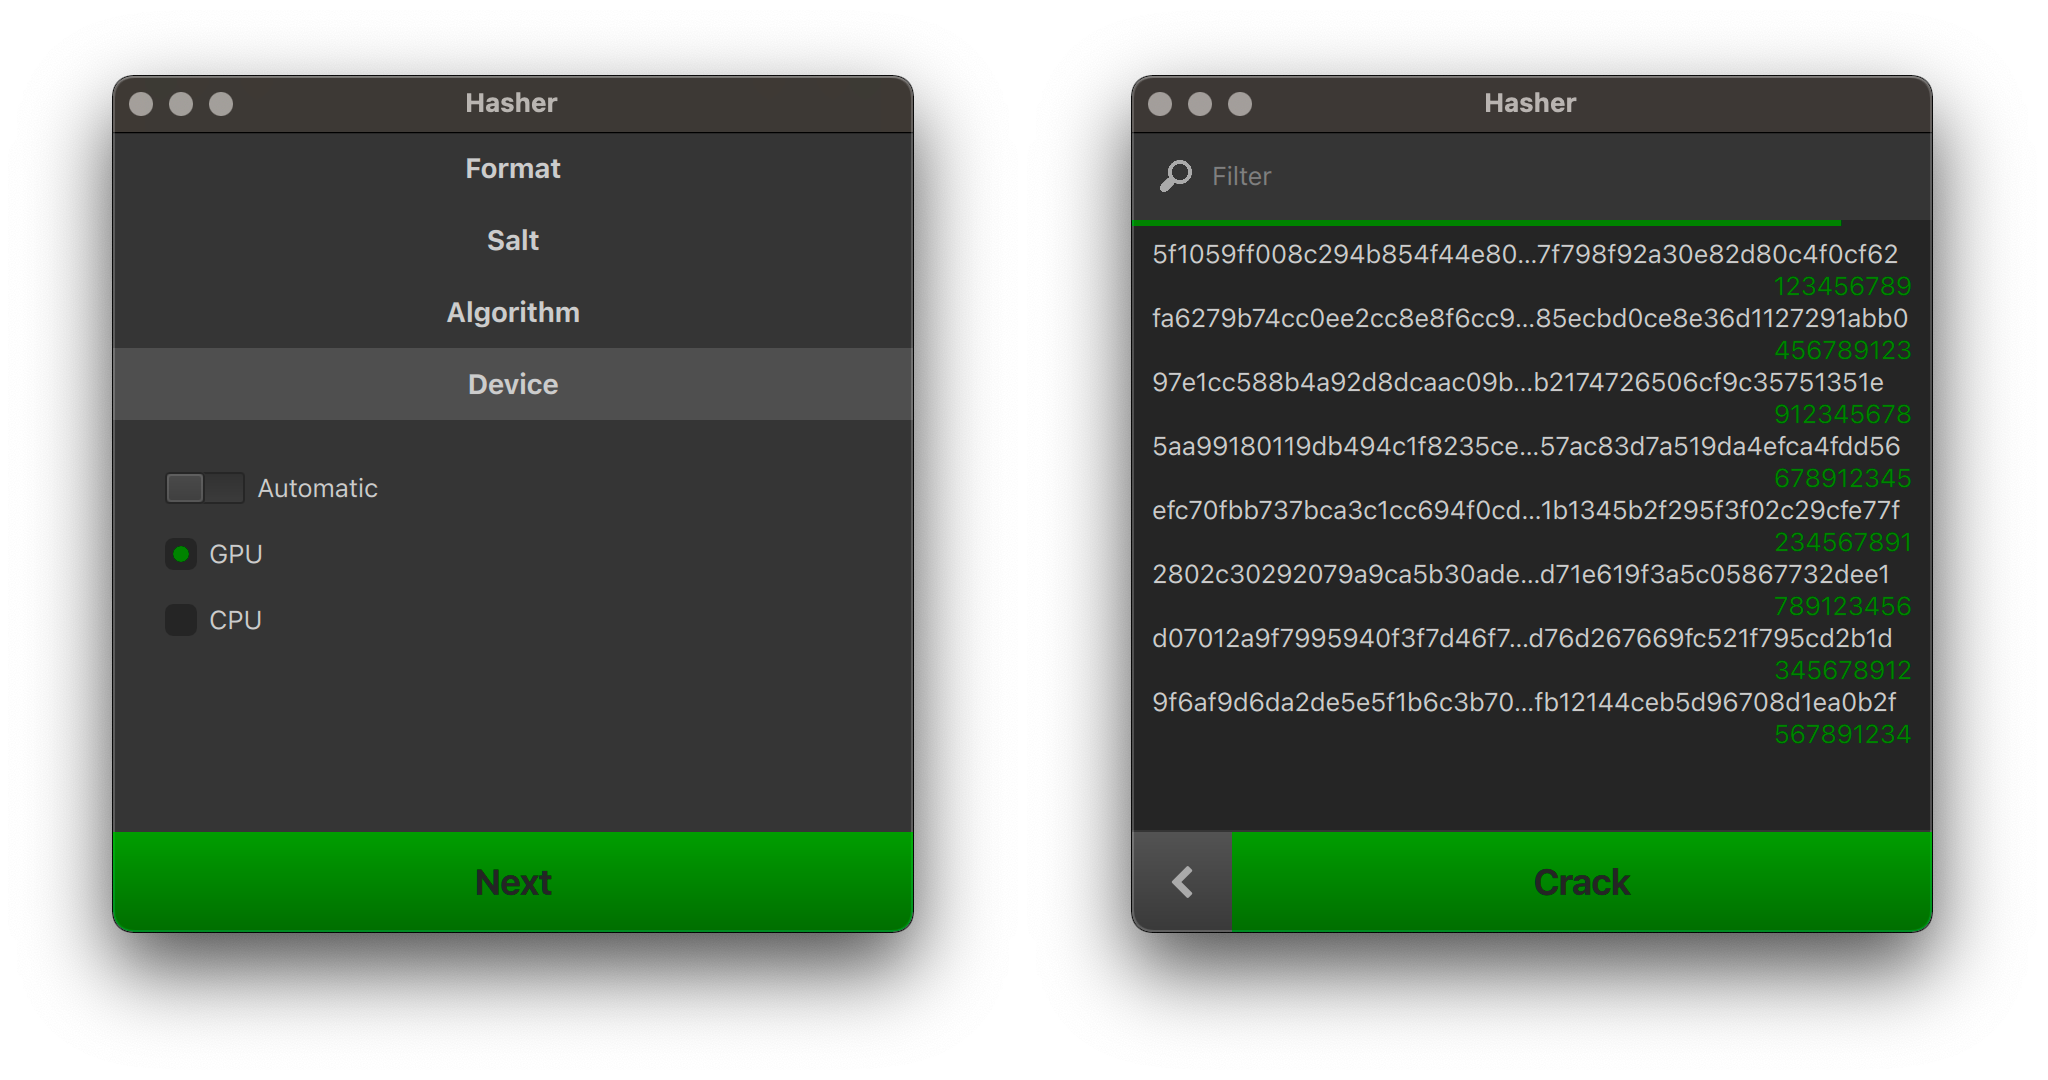 Hasher
Format
Salt
Algorithm
Device
Automatic
GPU
CPU
Next
Hasher
Filter
5f1059ff008c294b854f44e80...7f798f92a30e82d80c4f0cf62
123456789
fa6279b74cc0ee2cc8e8f6cc9...85ecbd0ce8e36d1127291abb0
456789123
97e1cc588b4a92d8dcaac09b...b2174726506cf9c35751351e
912345678
5aa99180119db494c1f8235ce...57ac83d7a519da4efca4fdd56
678912345
efc70fbb737bca3c1cc694f0cd...1b1345b2f295f3f02c29cfe77f
234567891
2802c30292079a9ca5b30ade...d71e619f3a5c05867732dee1
789123456
d07012a9f7995940f3f7d46f7...d76d267669fc521f795cd2b1d
345678912
9f6af9d6da2de5e5f1b6c3b70...fb12144ceb5d96708d1ea0b2f
567891234
Crack